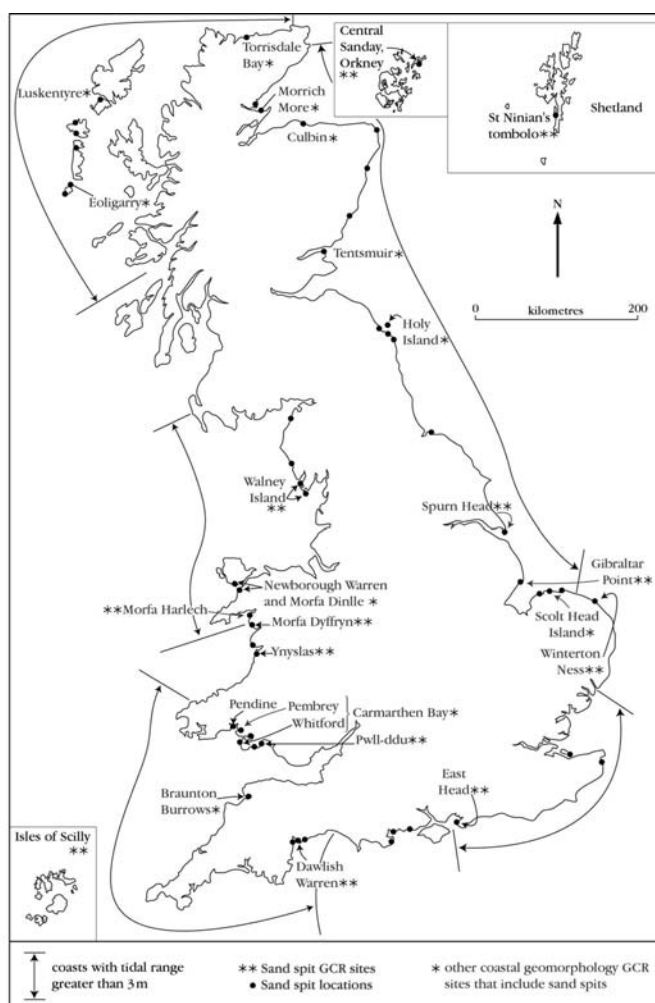 Torrisdale
Bay*
Central
Sanday,
Orkney
**
Shetland
St Ninian's
tombolo**
Luskentyre*
Morrich
More*
Culbin*
Eoligarry*
N
Tentsmuir*
0
200
kilometres
Holy
Island*
Walney
Island
**
Spurn Head**
Gibraltar
Point**
Newborough Warren
and Morfa Dinlle *
**Morfa Harlech
Scolt Head
Island*
Morfa Dyffryn**
Ynyslas**
Winterton
Ness**
Pendine
Pembrey
Whitford
Carmarthen Bay*
Pwll-ddu**
Braunton
Burrows*
East
Head**
Isles of Scilly
**
Dawlish
Warren**
coasts with tidal range
greater than 3m
** Sand spit GCR sites
Sand spit locations
* other coastal geomorphology GCR
sites that include sand spits